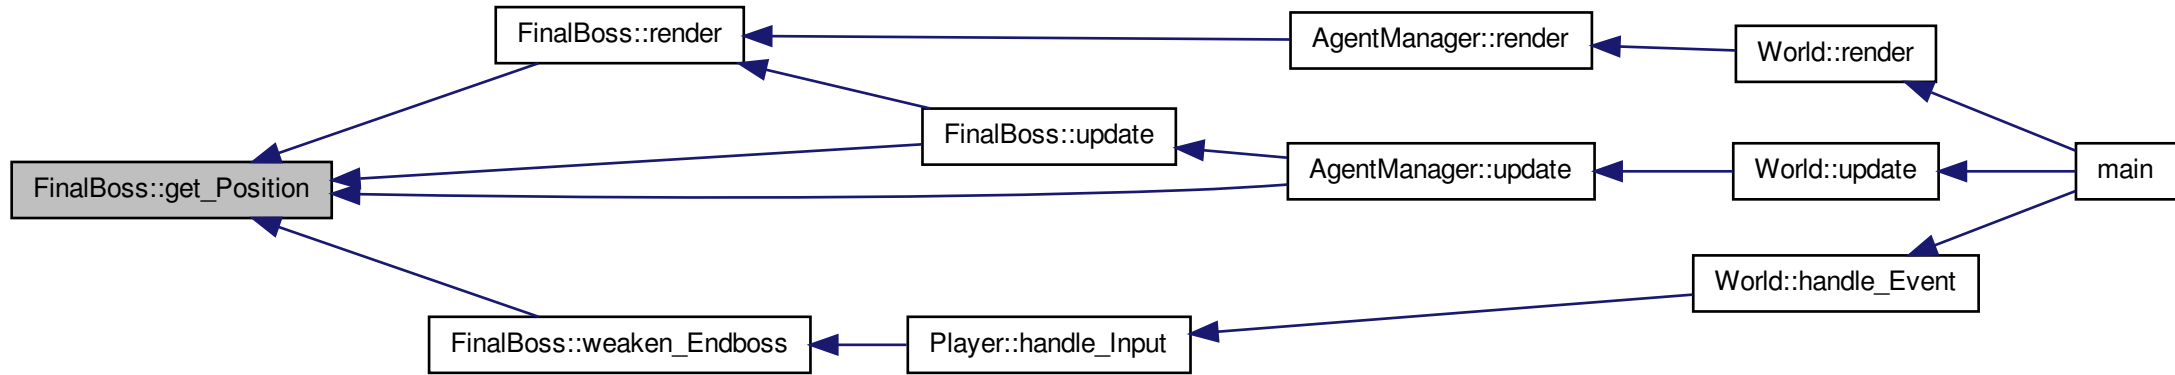 FinalBoss::render
AgentManager::render
World::render
FinalBoss::update
FinalBoss::get_Position
AgentManager::update
World::update
main
World::handle_Event
FinalBoss::weaken_Endboss
Player::handle_Input